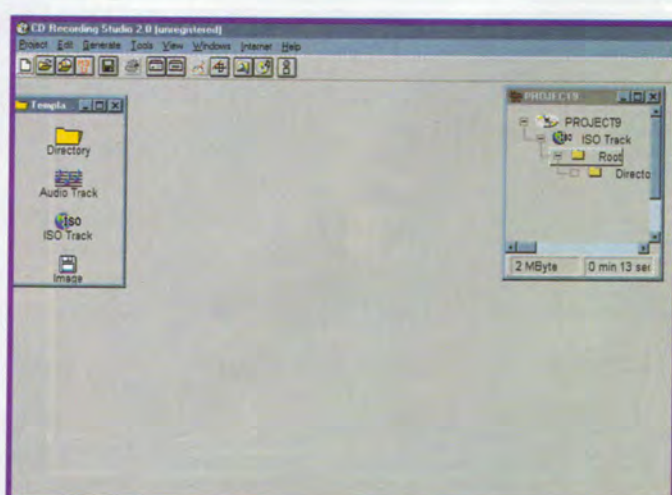 CD Recording Studio 2.0 [unregistered]
Project Edit Generate Tools View Windows Internet Help
Templa
Directory
Audio Track
ISO
ISO Track
Image
PROJECT9
PROJECT9
ISO Track
Root
Directo
2 MByte 0 min 13 sec